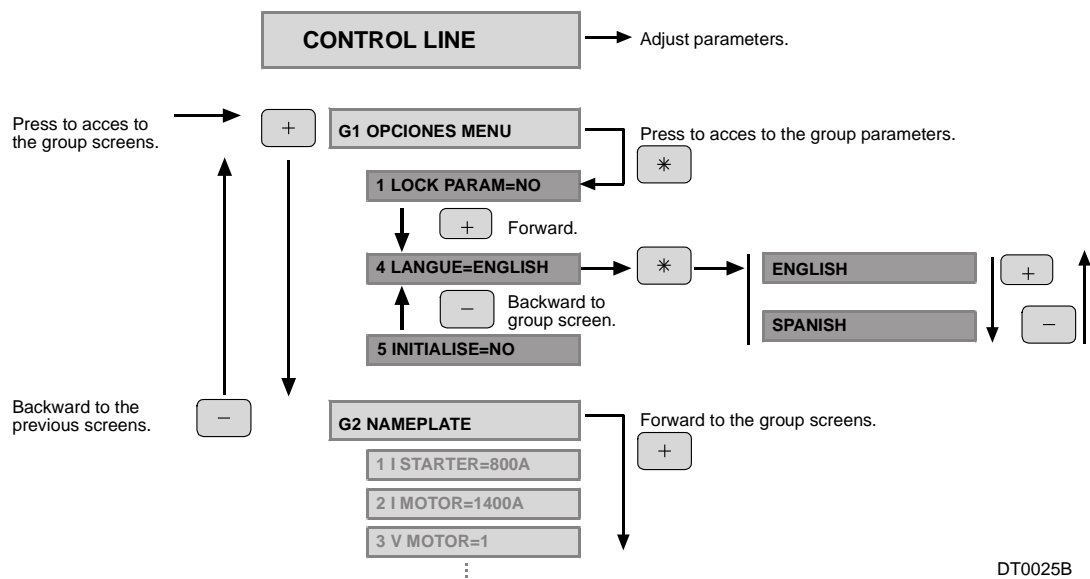 CONTROL LINE
Adjust parameters.
Press to acces to
the group screens.
+
G1 OPCIONES MENU
Press to acces to the group parameters.
*
1 LOCK PARAM=NO
+
Forward.
4 LANGUE=ENGLISH
*
ENGLISH
+
−
Backward to
group screen.
SPANISH
−
5 INITIALISE=NO
Backward to the
previous screens.
−
G2 NAMEPLATE
Forward to the group screens.
+
1 I STARTER=800A
2 I MOTOR=1400A
3 V MOTOR=1
DT0025B